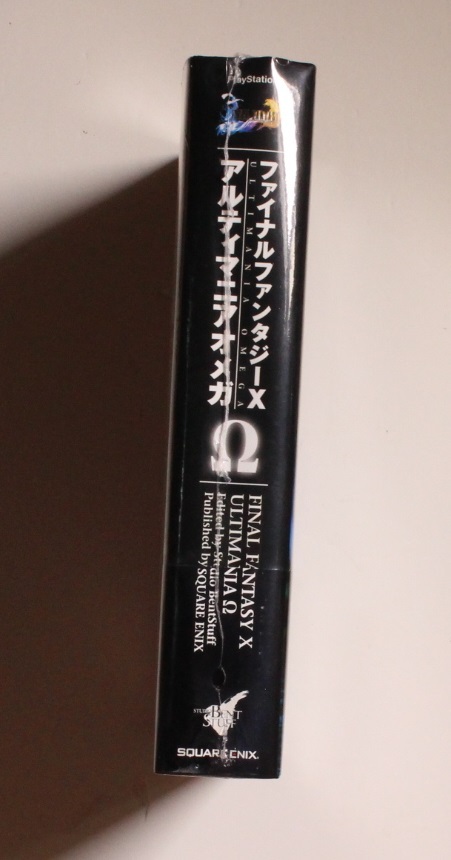 PlayStation
ファイナルファンタジーX
ULTIMANIA OMEGA
アルティマニアオメガ
Ω
FINAL FANTASY X
ULTIMANIA Ω
Edited by Studio BentStuff
Published by SQUARE ENIX
STUDIO
BENT
STUFF
SQUARE ENIX